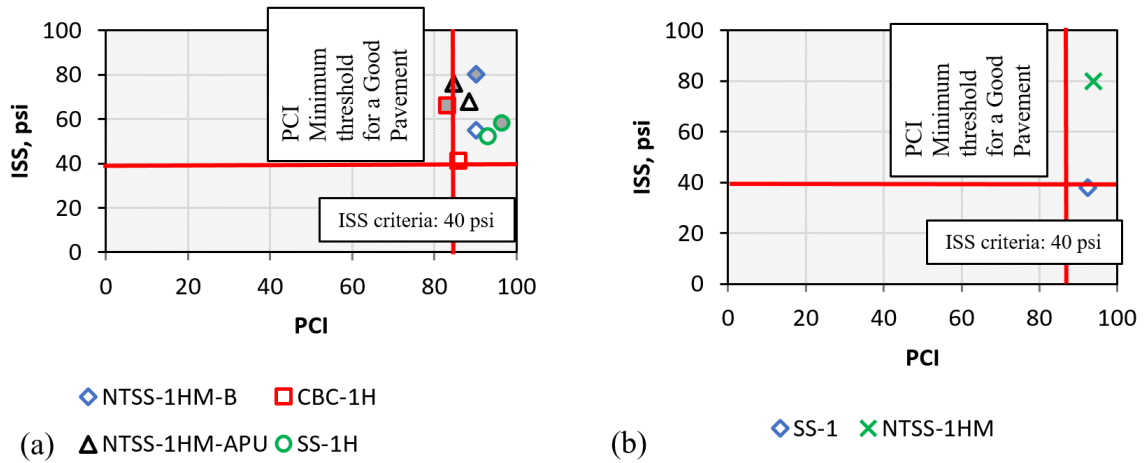 100
80
60
40
20
0
ISS, psi
PCI
Minimum
threshold
for a Good
Pavement
ISS criteria: 40 psi
0 20 40 60 80 100
PCI
NTSS-1HM-B CBC-1H
(a) NTSS-1HM-APU SS-1H
100
80
60
40
20
0
ISS, psi
PCI
Minimum
threshold
for a Good
Pavement
ISS criteria: 40 psi
0 20 40 60 80 100
PCI
(b) SS-1 NTSS-1HM